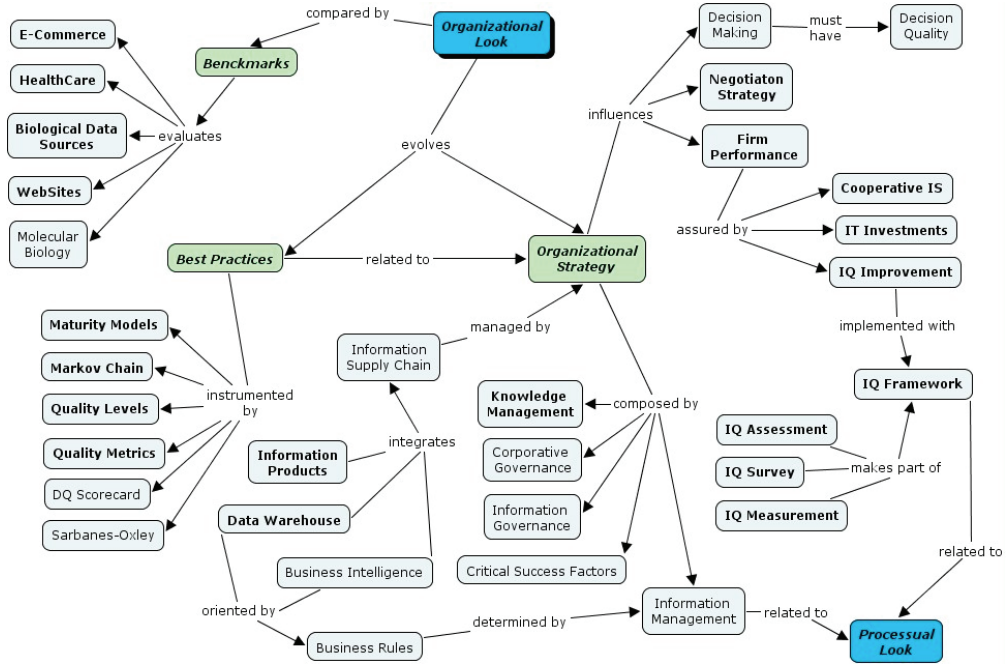 compared by
Organizational
Look
Decision
Making
must
have
Decision
Quality
E-Commerce
Benckmarks
HealthCare
Negotiaton
Strategy
influences
Biological Data
Sources
evaluates
evolves
Firm
Performance
WebSites
Cooperative IS
Molecular
Biology
assured by
IT Investments
Best Practices
related to
Organizational
Strategy
IQ Improvement
Maturity Models
managed by
implemented with
Information
Supply Chain
Markov Chain
IQ Framework
instrumented
by
Quality Levels
Knowledge
Management
composed by
IQ Assessment
integrates
Quality Metrics
Information
Products
Corporative
Governance
IQ Survey
makes part of
DQ Scorecard
Data Warehouse
Information
Governance
IQ Measurement
Sarbanes-Oxley
related to
Business Intelligence
Critical Success Factors
oriented by
Information
Management
related to
determined by
Business Rules
Processual
Look